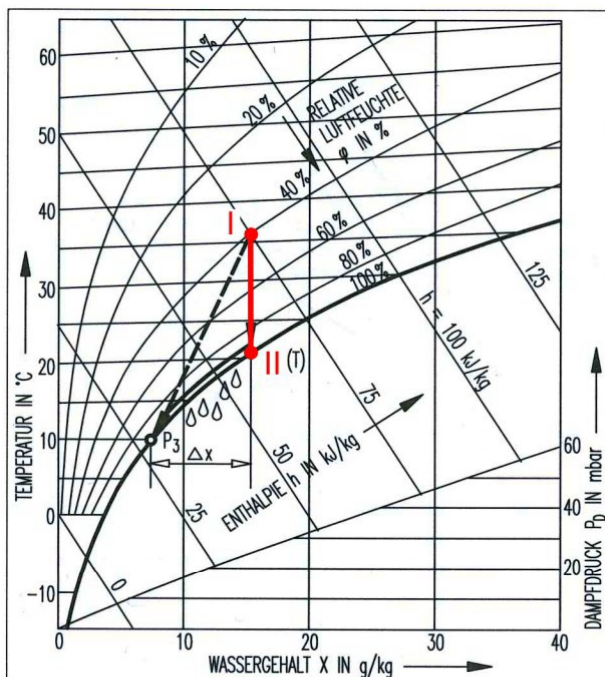 60
50
40
30
20
10
0
-10
TEMPERATUR IN °C
10 %
20 %
RELATIVE
LUFTFEUCHTE
φ IN %
40 %
60 %
80 %
100 %
I
II (T)
P3
Δ x
125
h = 100 kJ/kg
75
50
25
0
ENTHALPIE h IN kJ/kg
60
50
40
30
20
DAMPFDRUCK PD IN mbar
0
10
20
30
40
WASSERGEHALT X IN g/kg